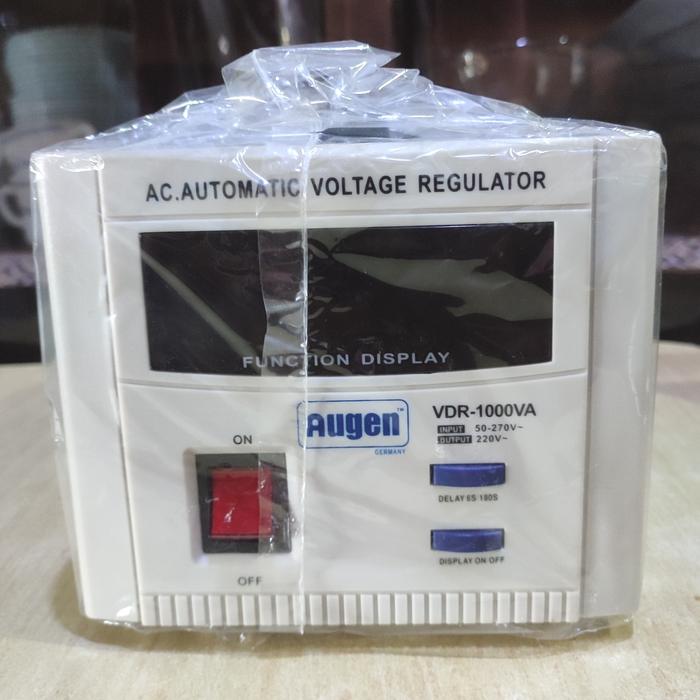 AC.AUTOMATIC VOLTAGE REGULATOR
FUNCTION DISPLAY
Augen™
GERMANY
VDR-1000VA
INPUT 50-270V~
OUTPUT 220V~
ON
OFF
DELAY 6S/180S
DISPLAY ON/OFF